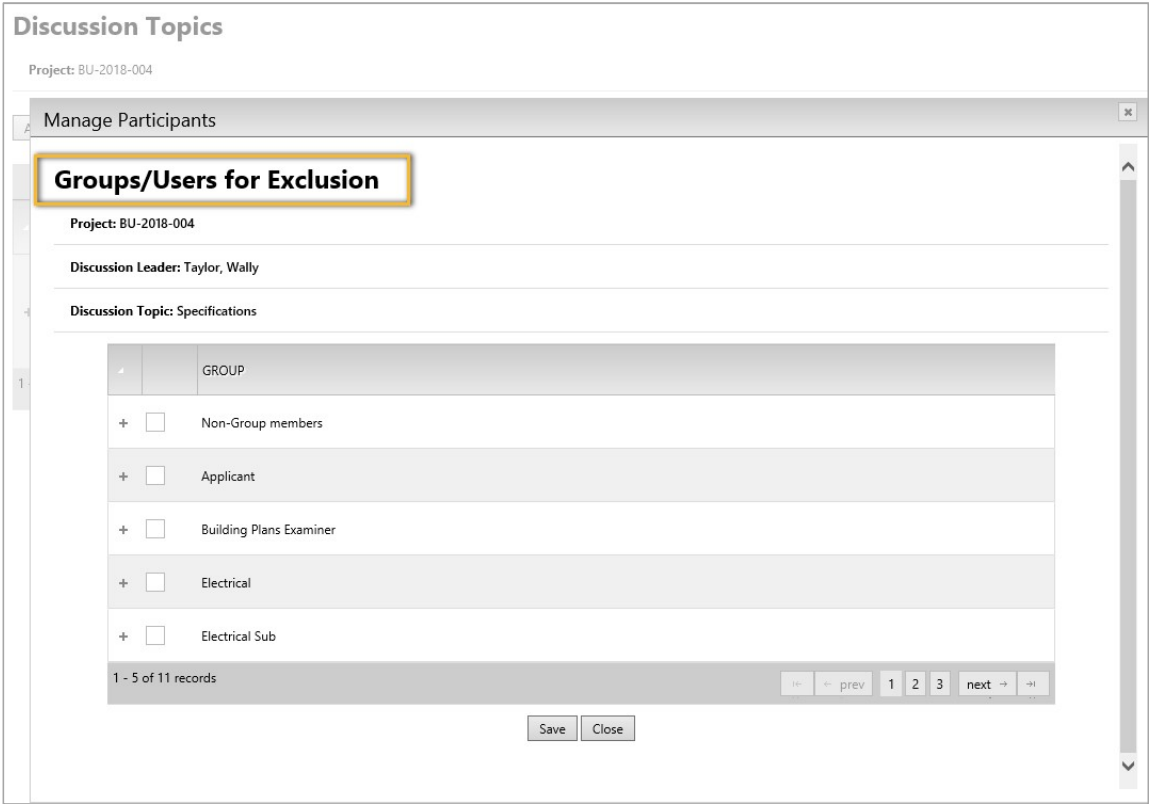 Discussion Topics
Project: BU-2018-004
Manage Participants
Groups/Users for Exclusion
Project: BU-2018-004
Discussion Leader: Taylor, Wally
Discussion Topic: Specifications
GROUP
+ Non-Group members
+ Applicant
+ Building Plans Examiner
+ Electrical
+ Electrical Sub
1 - 5 of 11 records
← prev 1 2 3 next →
Save Close